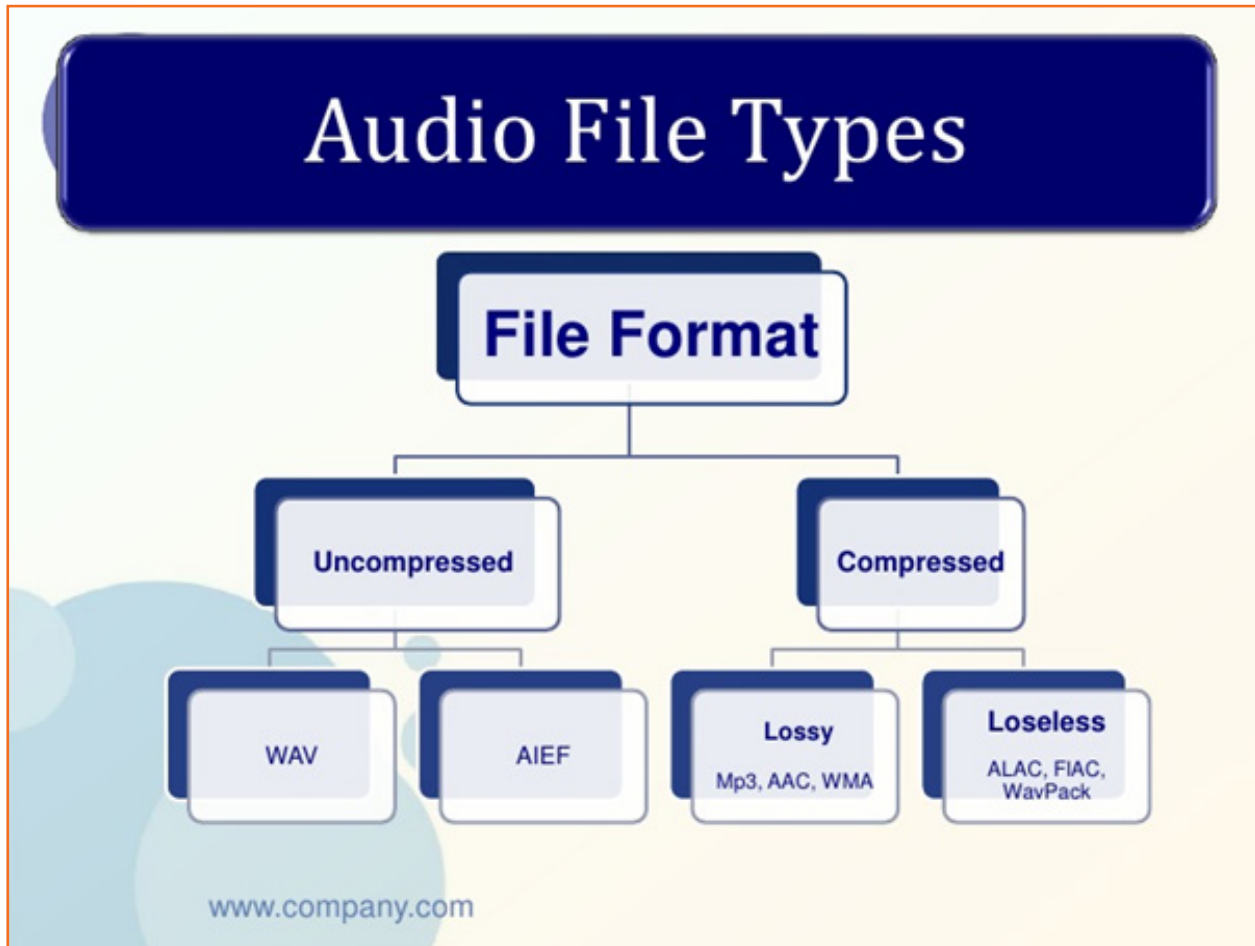 Audio File Types
File Format
Uncompressed
Compressed
WAV
AIEF
Lossy
Mp3, AAC, WMA
Loseless
ALAC, FlAC,
WavPack
www.company.com